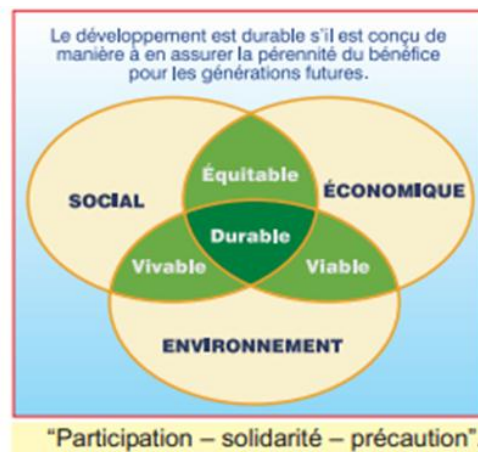 Le développement est durable s'il est conçu de
manière à en assurer la pérennité du bénéfice
pour les générations futures.
Équitable
SOCIAL
ÉCONOMIQUE
Durable
Vivable
Viable
ENVIRONNEMENT
"Participation – solidarité – précaution".